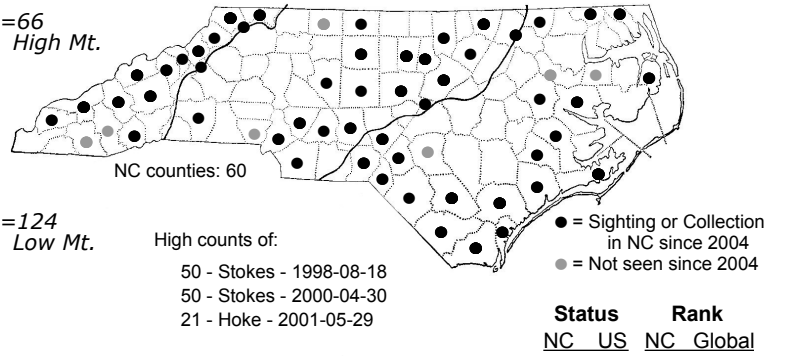 =66
High Mt.
NC counties: 60
=124
Low Mt.
High counts of:
50 - Stokes - 1998-08-18
50 - Stokes - 2000-04-30
21 - Hoke - 2001-05-29
● = Sighting or Collection
in NC since 2004
● = Not seen since 2004
Status Rank
NC US NC Global